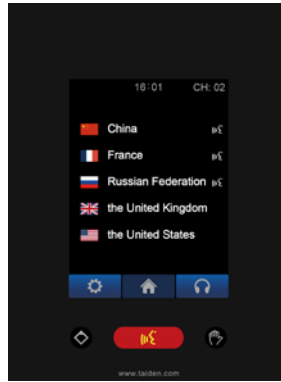 16:01 CH: 02
China
France
Russian Federation
the United Kingdom
the United States
www.taiden.com